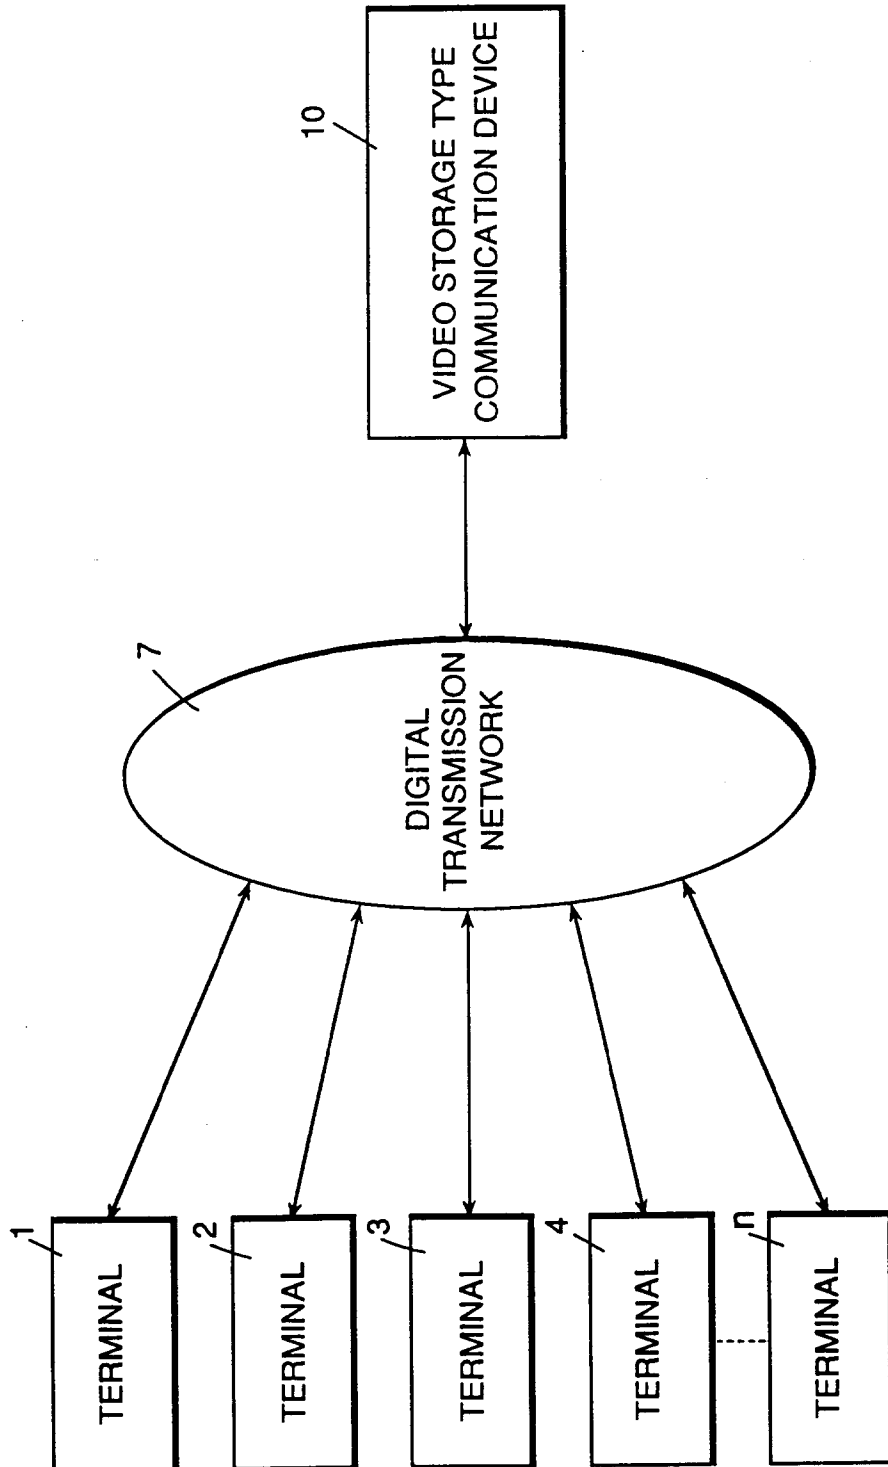 1
TERMINAL
2
TERMINAL
3
TERMINAL
4
TERMINAL
n
TERMINAL
7
DIGITAL
TRANSMISSION
NETWORK
10
VIDEO STORAGE TYPE
COMMUNICATION DEVICE